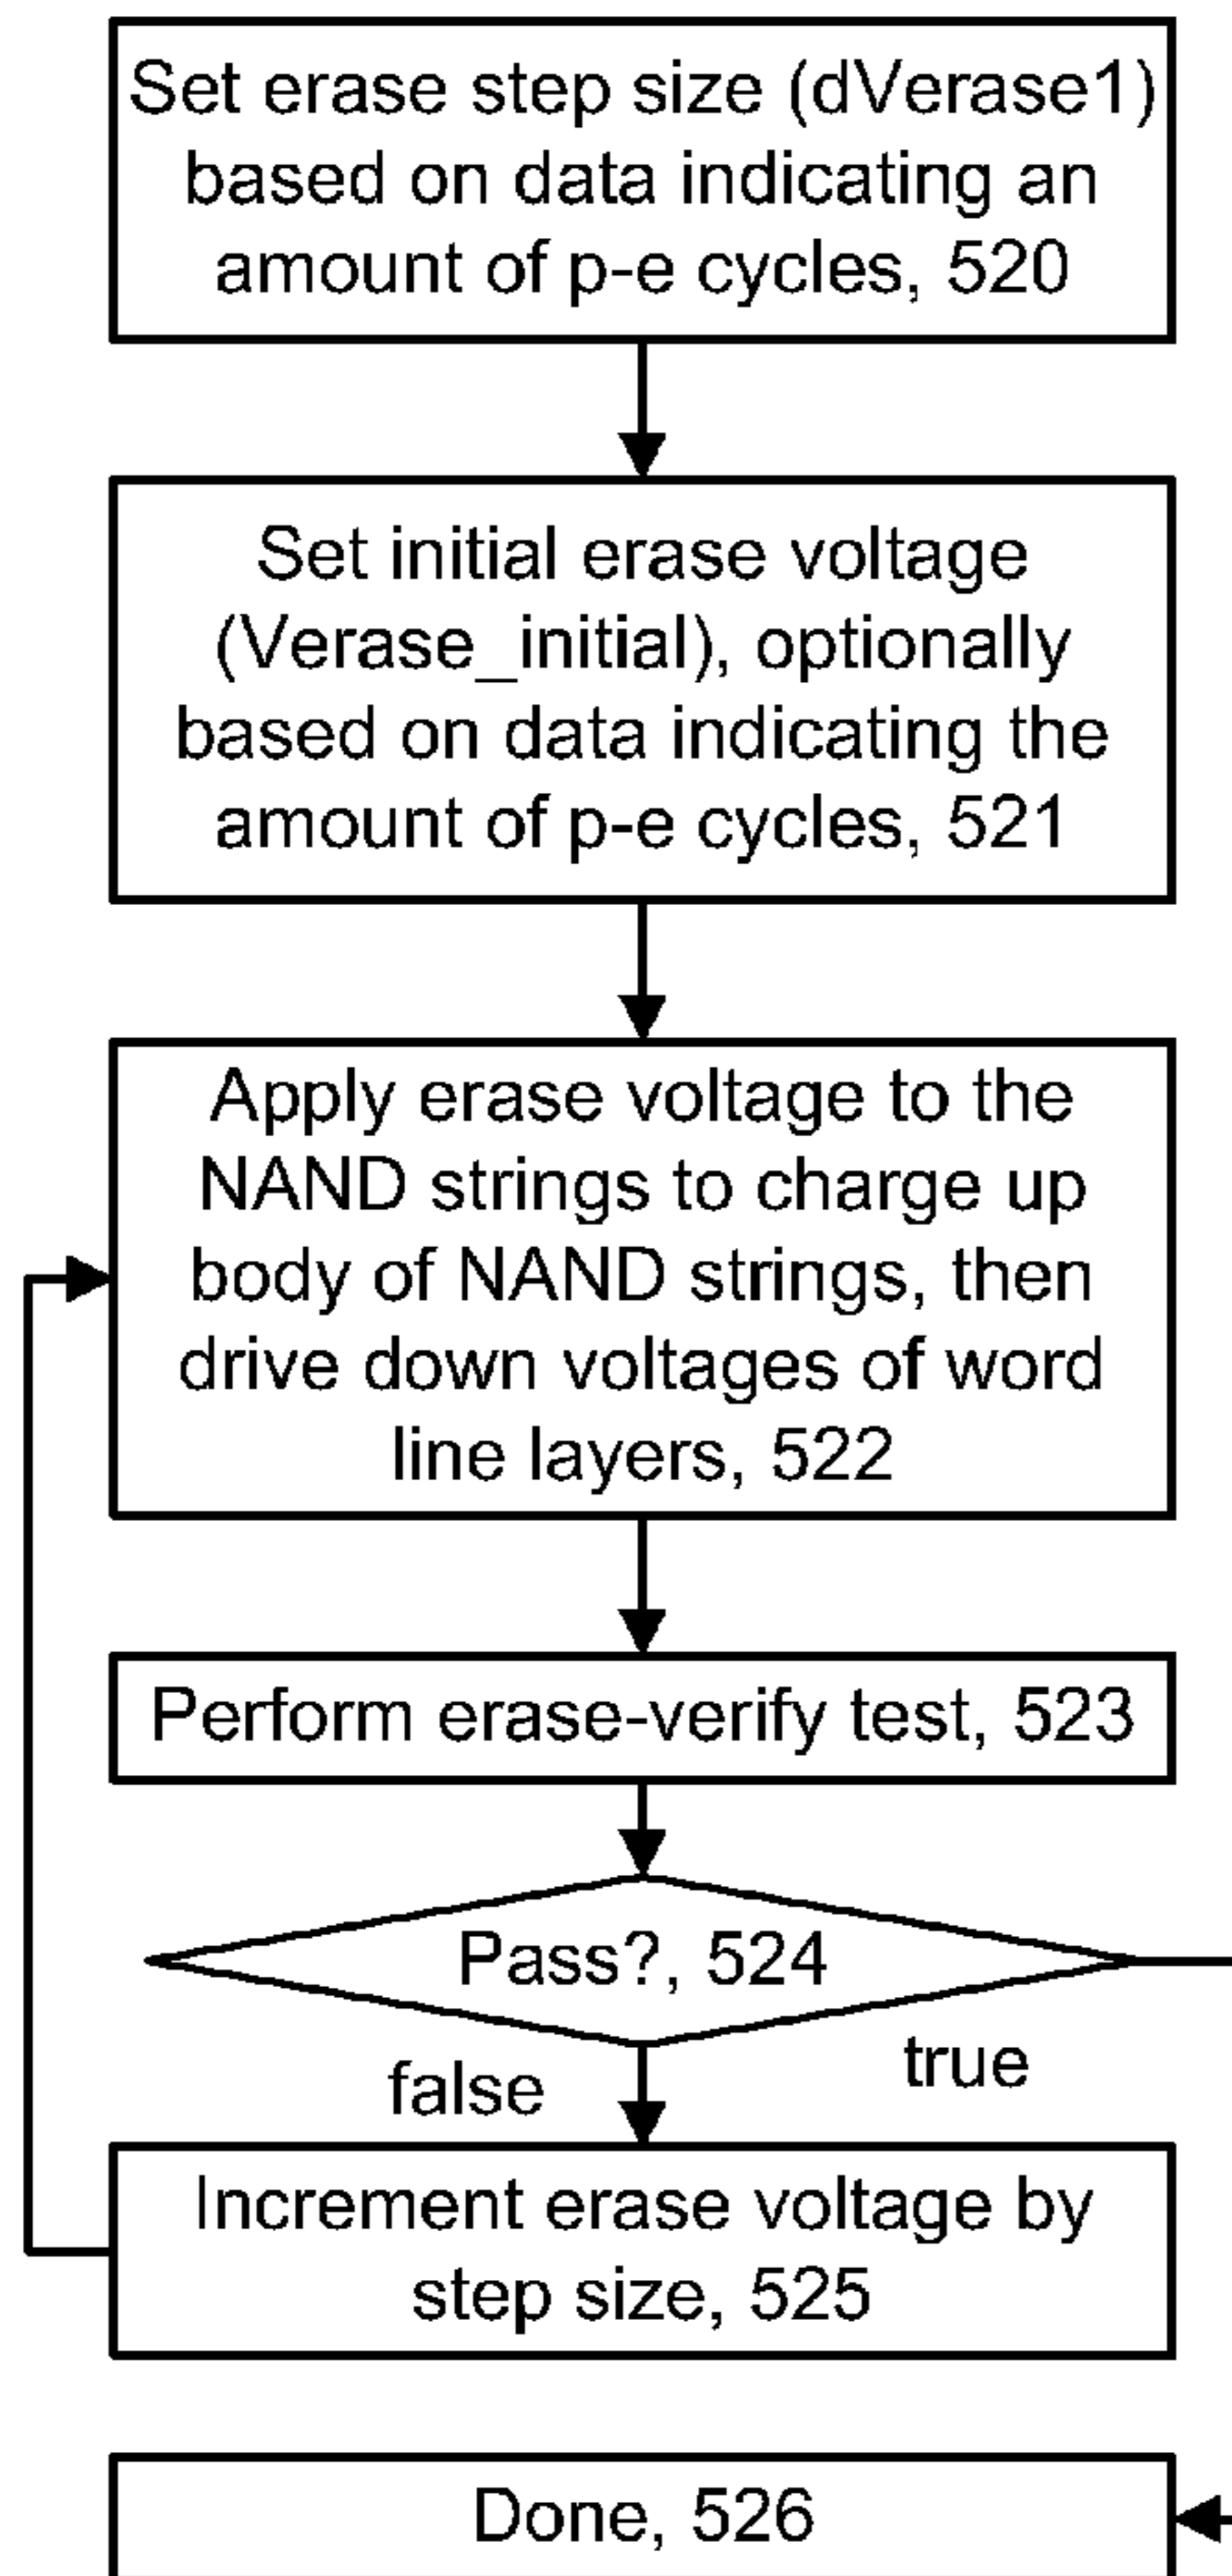 Set erase step size (dVerase1)
based on data indicating an
amount of p-e cycles, 520
Set initial erase voltage
(Verase_initial), optionally
based on data indicating the
amount of p-e cycles, 521
Apply erase voltage to the
NAND strings to charge up
body of NAND strings, then
drive down voltages of word
line layers, 522
Perform erase-verify test, 523
Pass?, 524
true
false
Increment erase voltage by
step size, 525
Done, 526